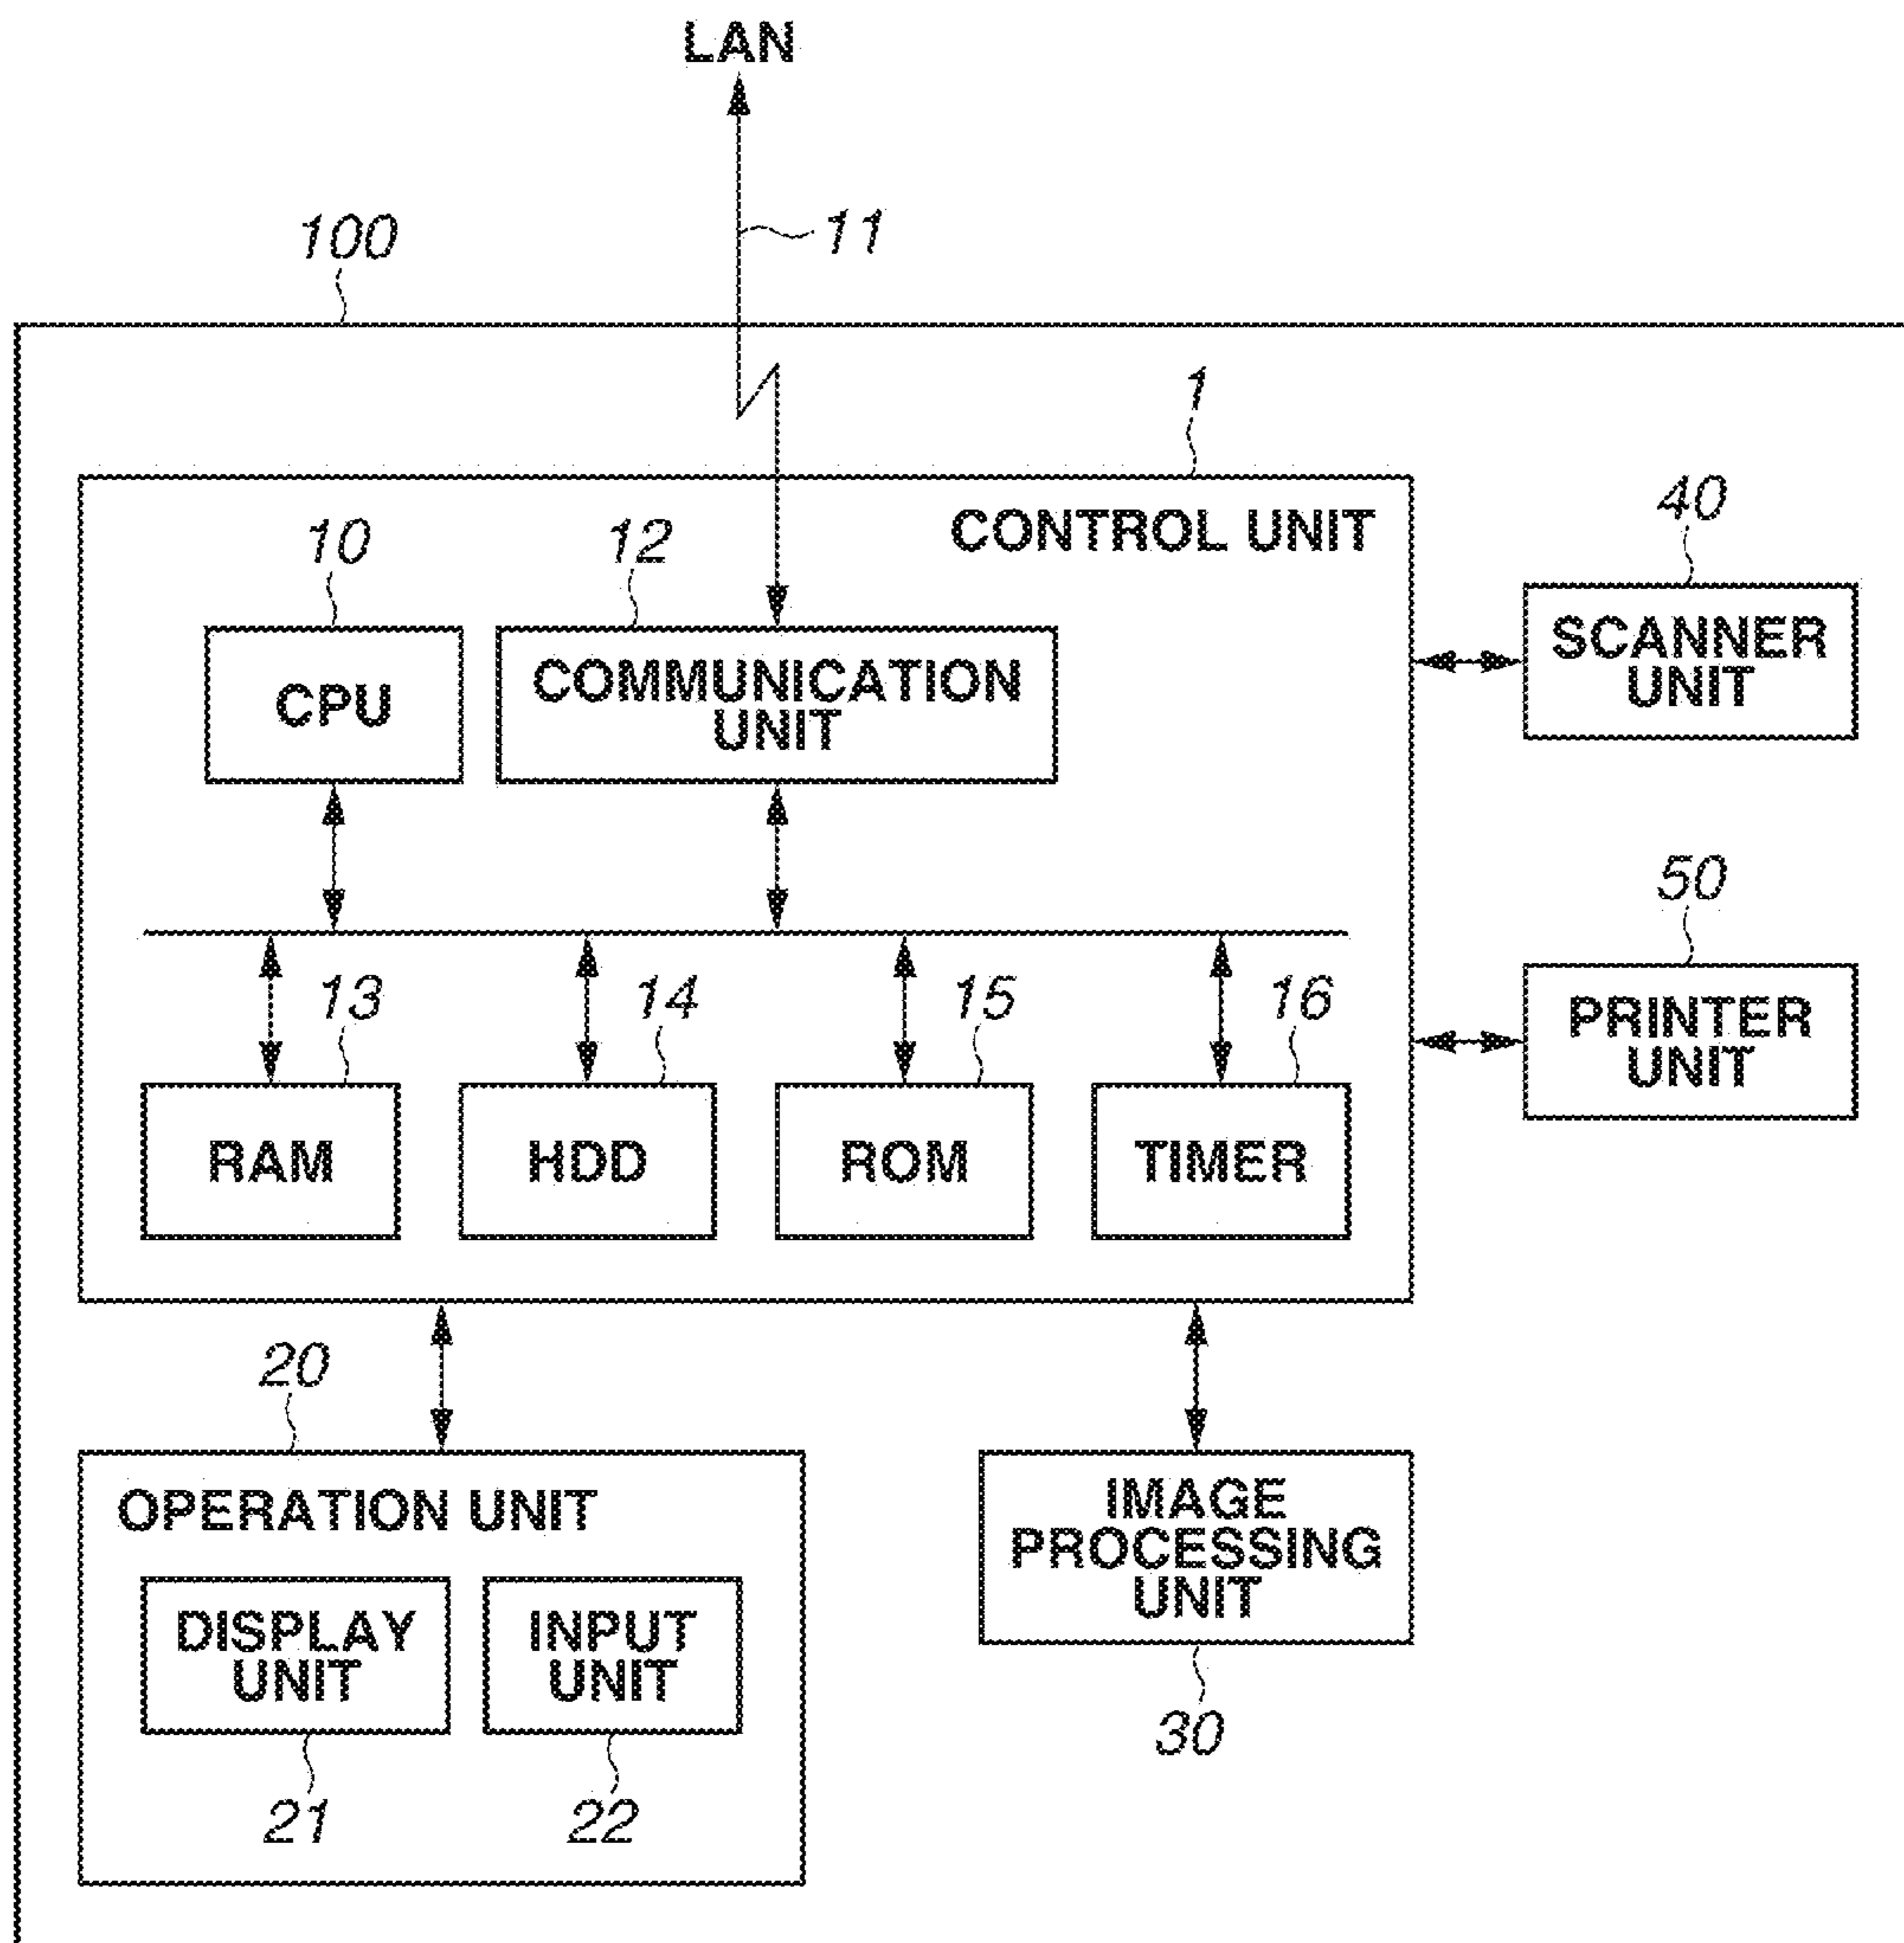 LAN
11
100
1
CONTROL UNIT
40
10
12
SCANNER
UNIT
CPU
COMMUNICATION
UNIT
50
13
14
15
16
PRINTER
UNIT
RAM
HDD
ROM
TIMER
20
OPERATION UNIT
IMAGE
PROCESSING
UNIT
DISPLAY
UNIT
INPUT
UNIT
30
21
22